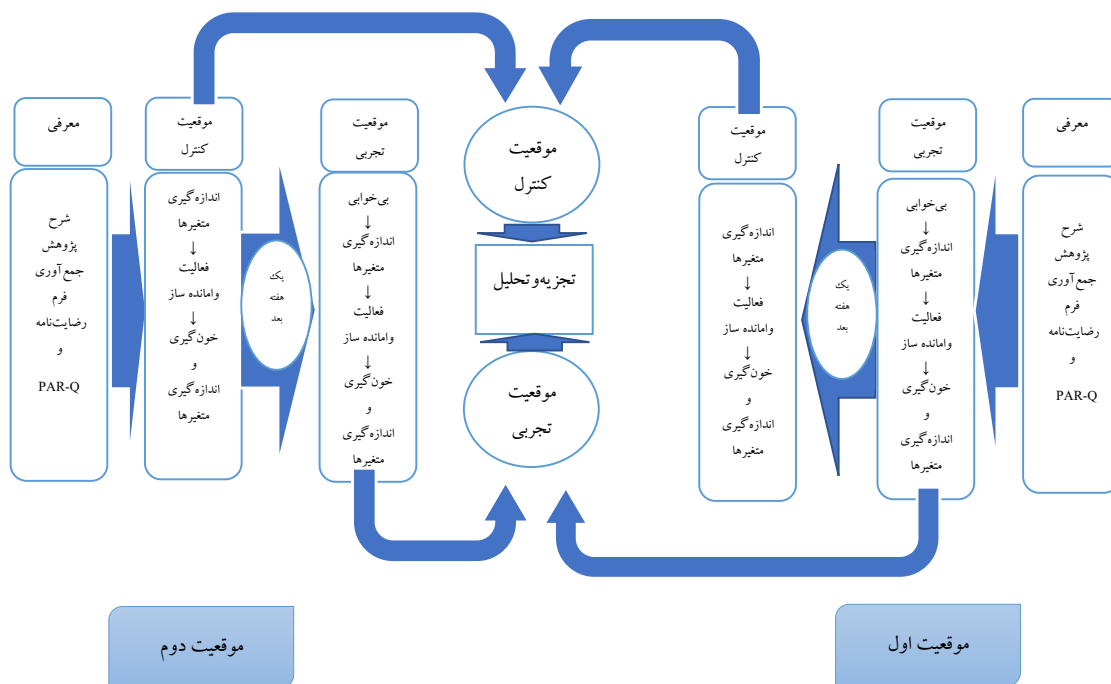 معرفی
شرح
پژوهش
جمع‌آوری
فرم
رضایت‌نامه
و
PAR-Q
موقعیت
تجربی
بی‌خوابی
↓
اندازه‌گیری
متغیرها
↓
فعالیت
وامانده ساز
↓
خون‌گیری
و
اندازه‌گیری
متغیرها
یک
هفته
بعد
موقعیت
کنترل
اندازه‌گیری
متغیرها
↓
فعالیت
وامانده ساز
↓
خون‌گیری
و
اندازه‌گیری
متغیرها
موقعیت اول
موقعیت
کنترل
تجزیه‌و‌تحلیل
موقعیت
تجربی
معرفی
شرح
پژوهش
جمع‌آوری
فرم
رضایت‌نامه
و
PAR-Q
موقعیت
کنترل
اندازه‌گیری
متغیرها
↓
فعالیت
وامانده ساز
↓
خون‌گیری
و
اندازه‌گیری
متغیرها
یک
هفته
بعد
موقعیت
تجربی
بی‌خوابی
↓
اندازه‌گیری
متغیرها
↓
فعالیت
وامانده ساز
↓
خون‌گیری
و
اندازه‌گیری
متغیرها
موقعیت دوم